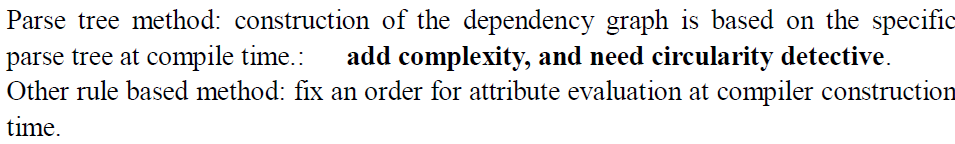 Parse tree method: construction of the dependency graph is based on the specific
parse tree at compile time.: add complexity, and need circularity detective.
Other rule based method: fix an order for attribute evaluation at compiler construction
time.